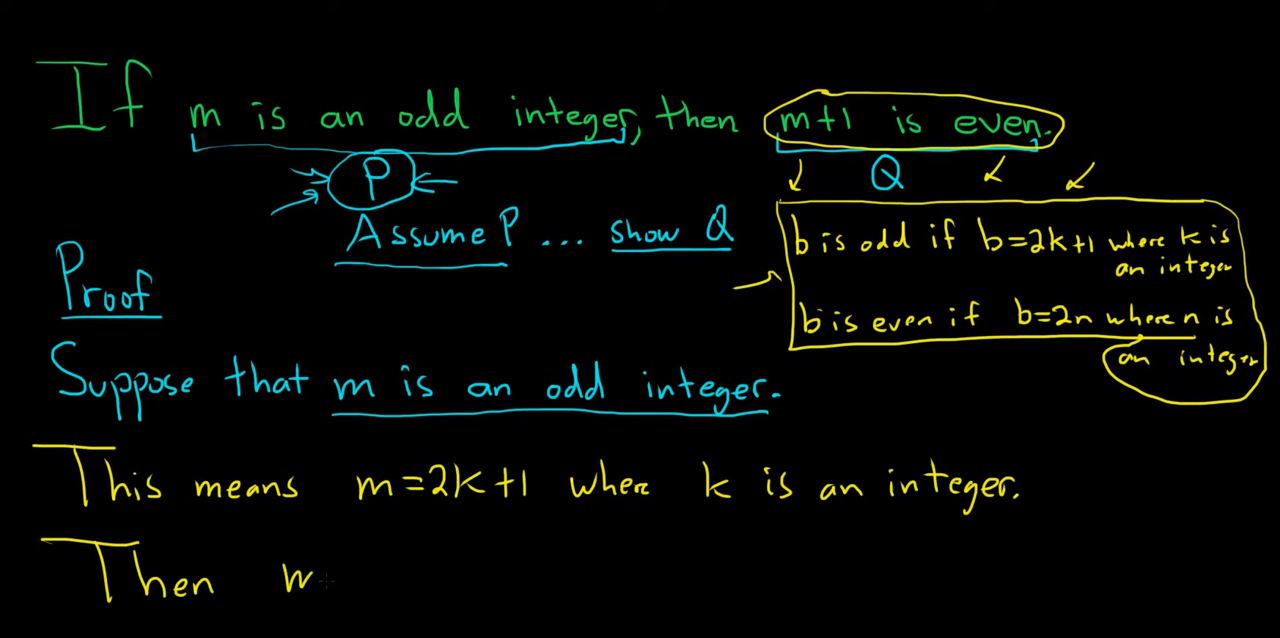 If m is an odd integer, then m+1 is even.
P
Q
Assume P ... show Q
b is odd if b=2k+1 where k is
an integer
b is even if b=2n where n is
an integer
Proof
Suppose that m is an odd integer.
This means m=2k+1 where k is an integer.
Then